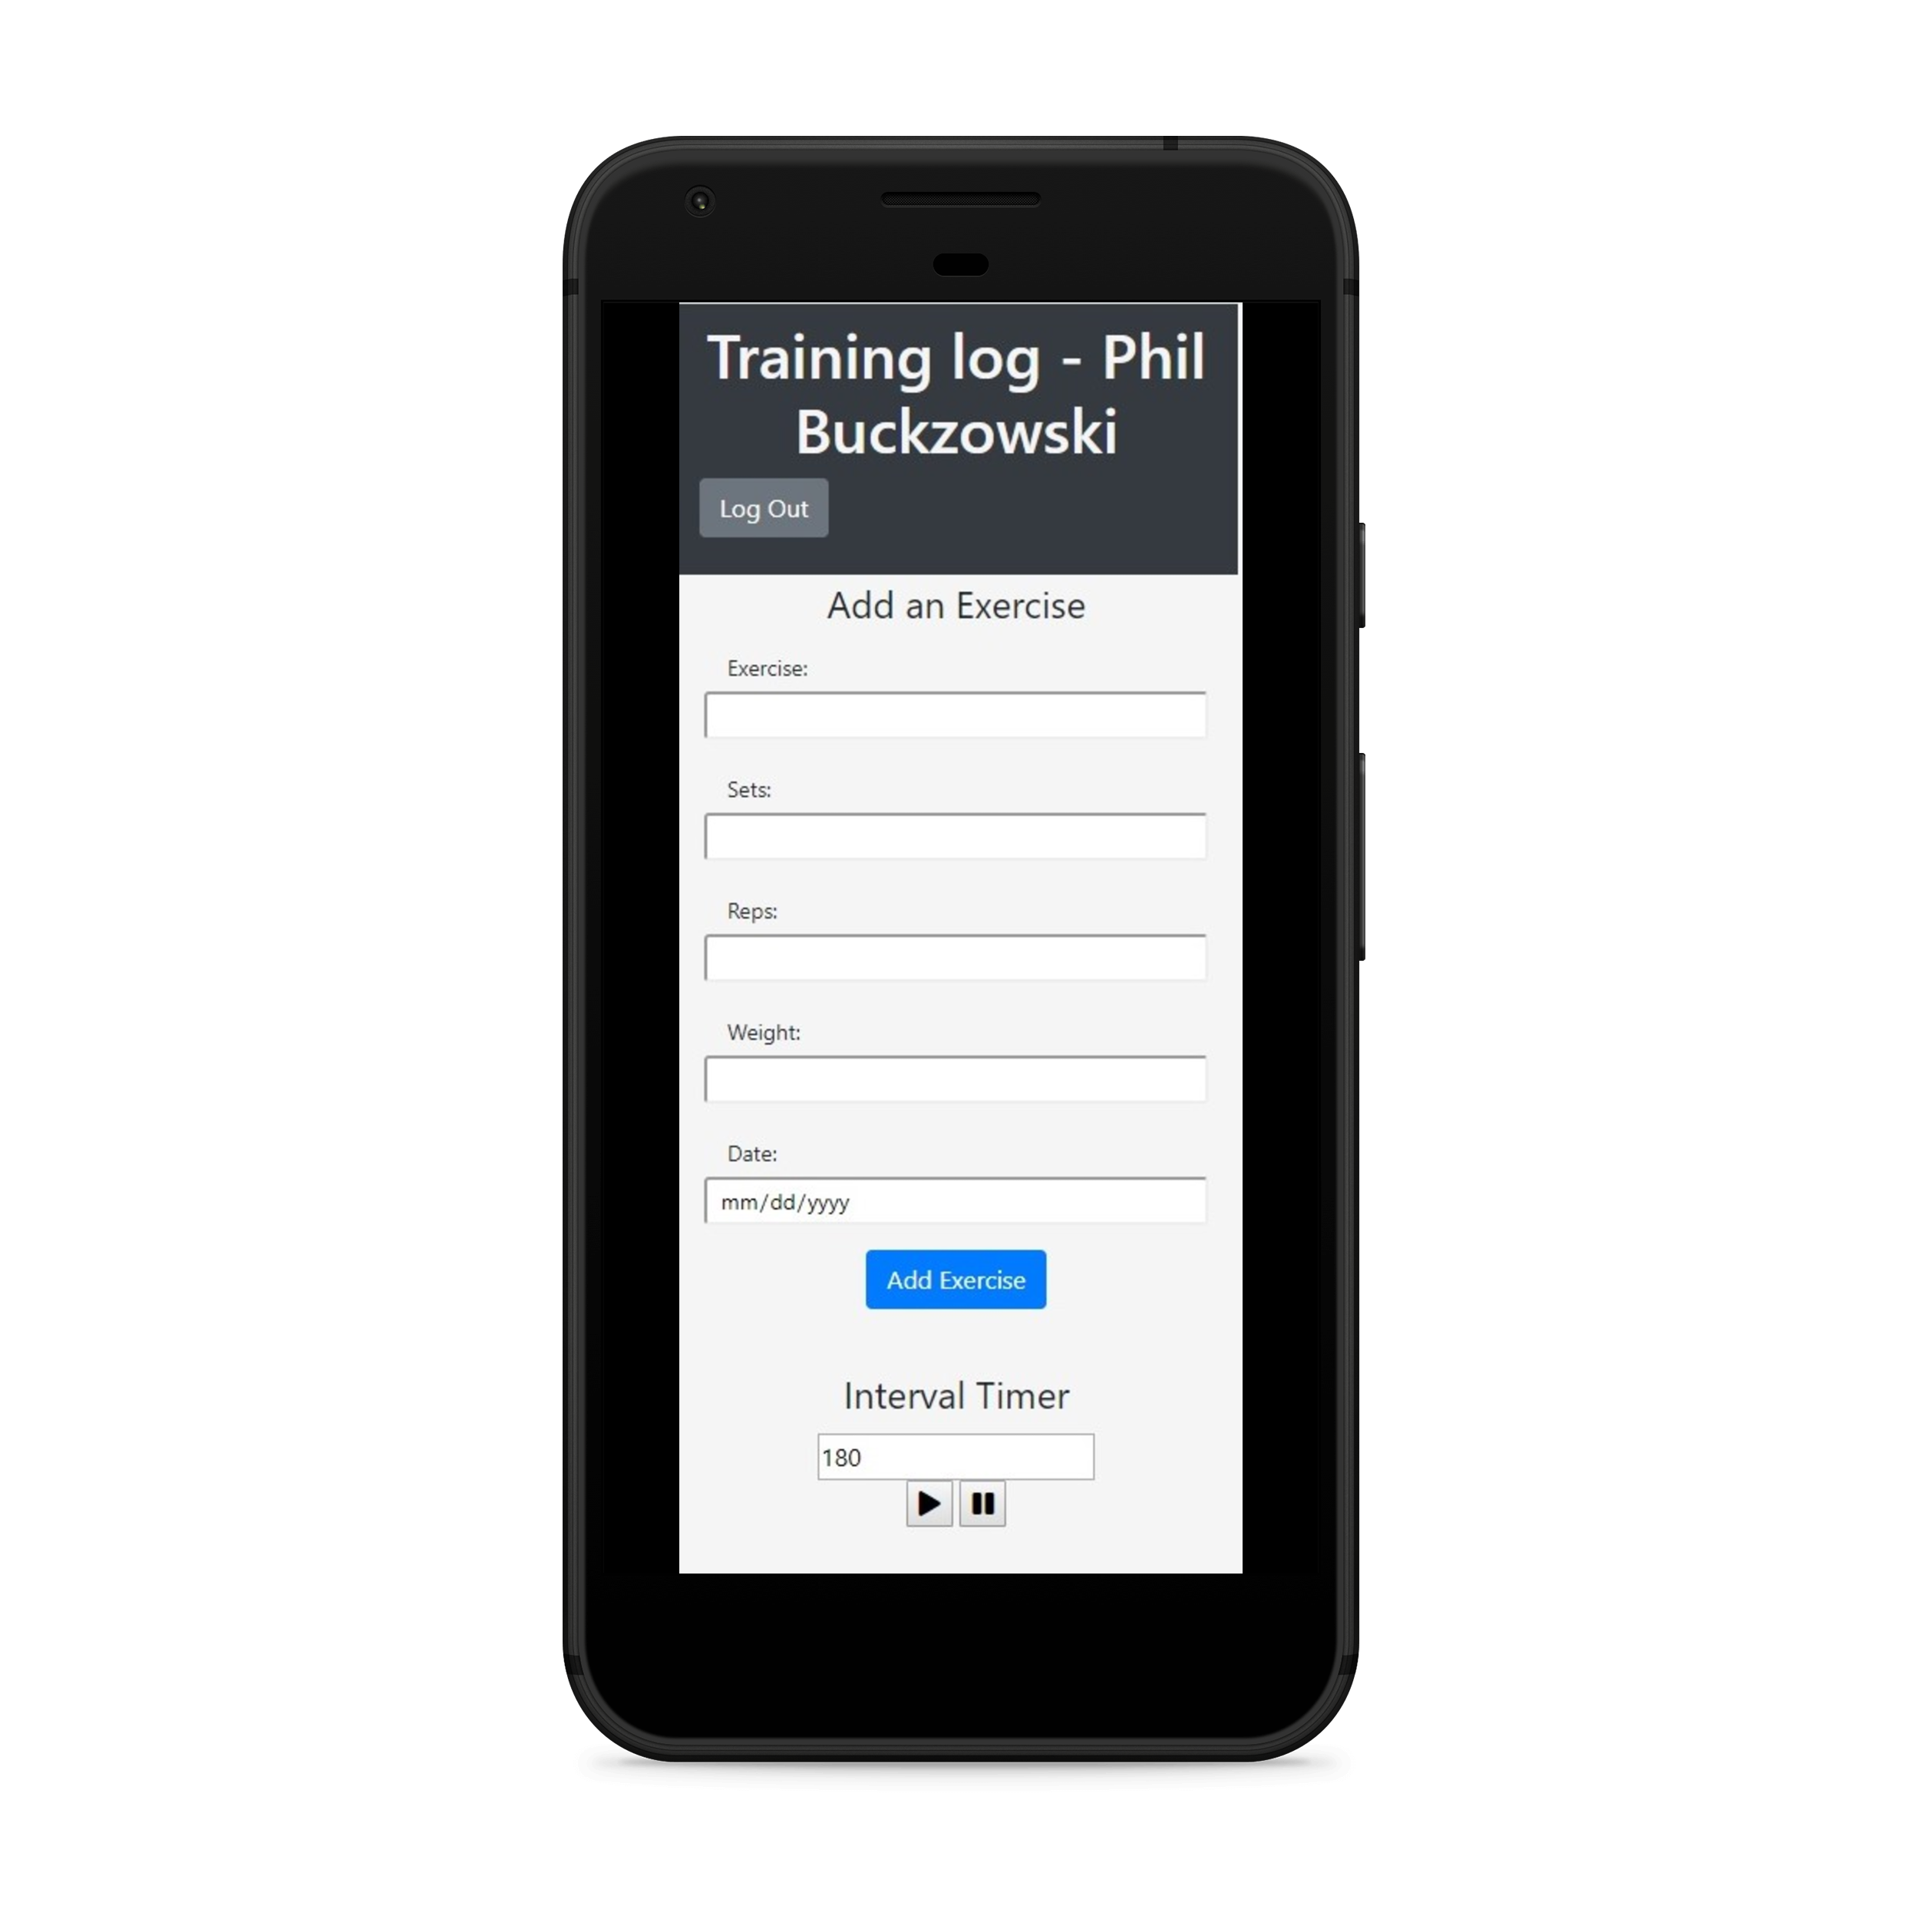 Training log - Phil
Buckzowski
Log Out
Add an Exercise
Exercise:
Sets:
Reps:
Weight:
Date:
mm/dd/yyyy
Add Exercise
Interval Timer
180